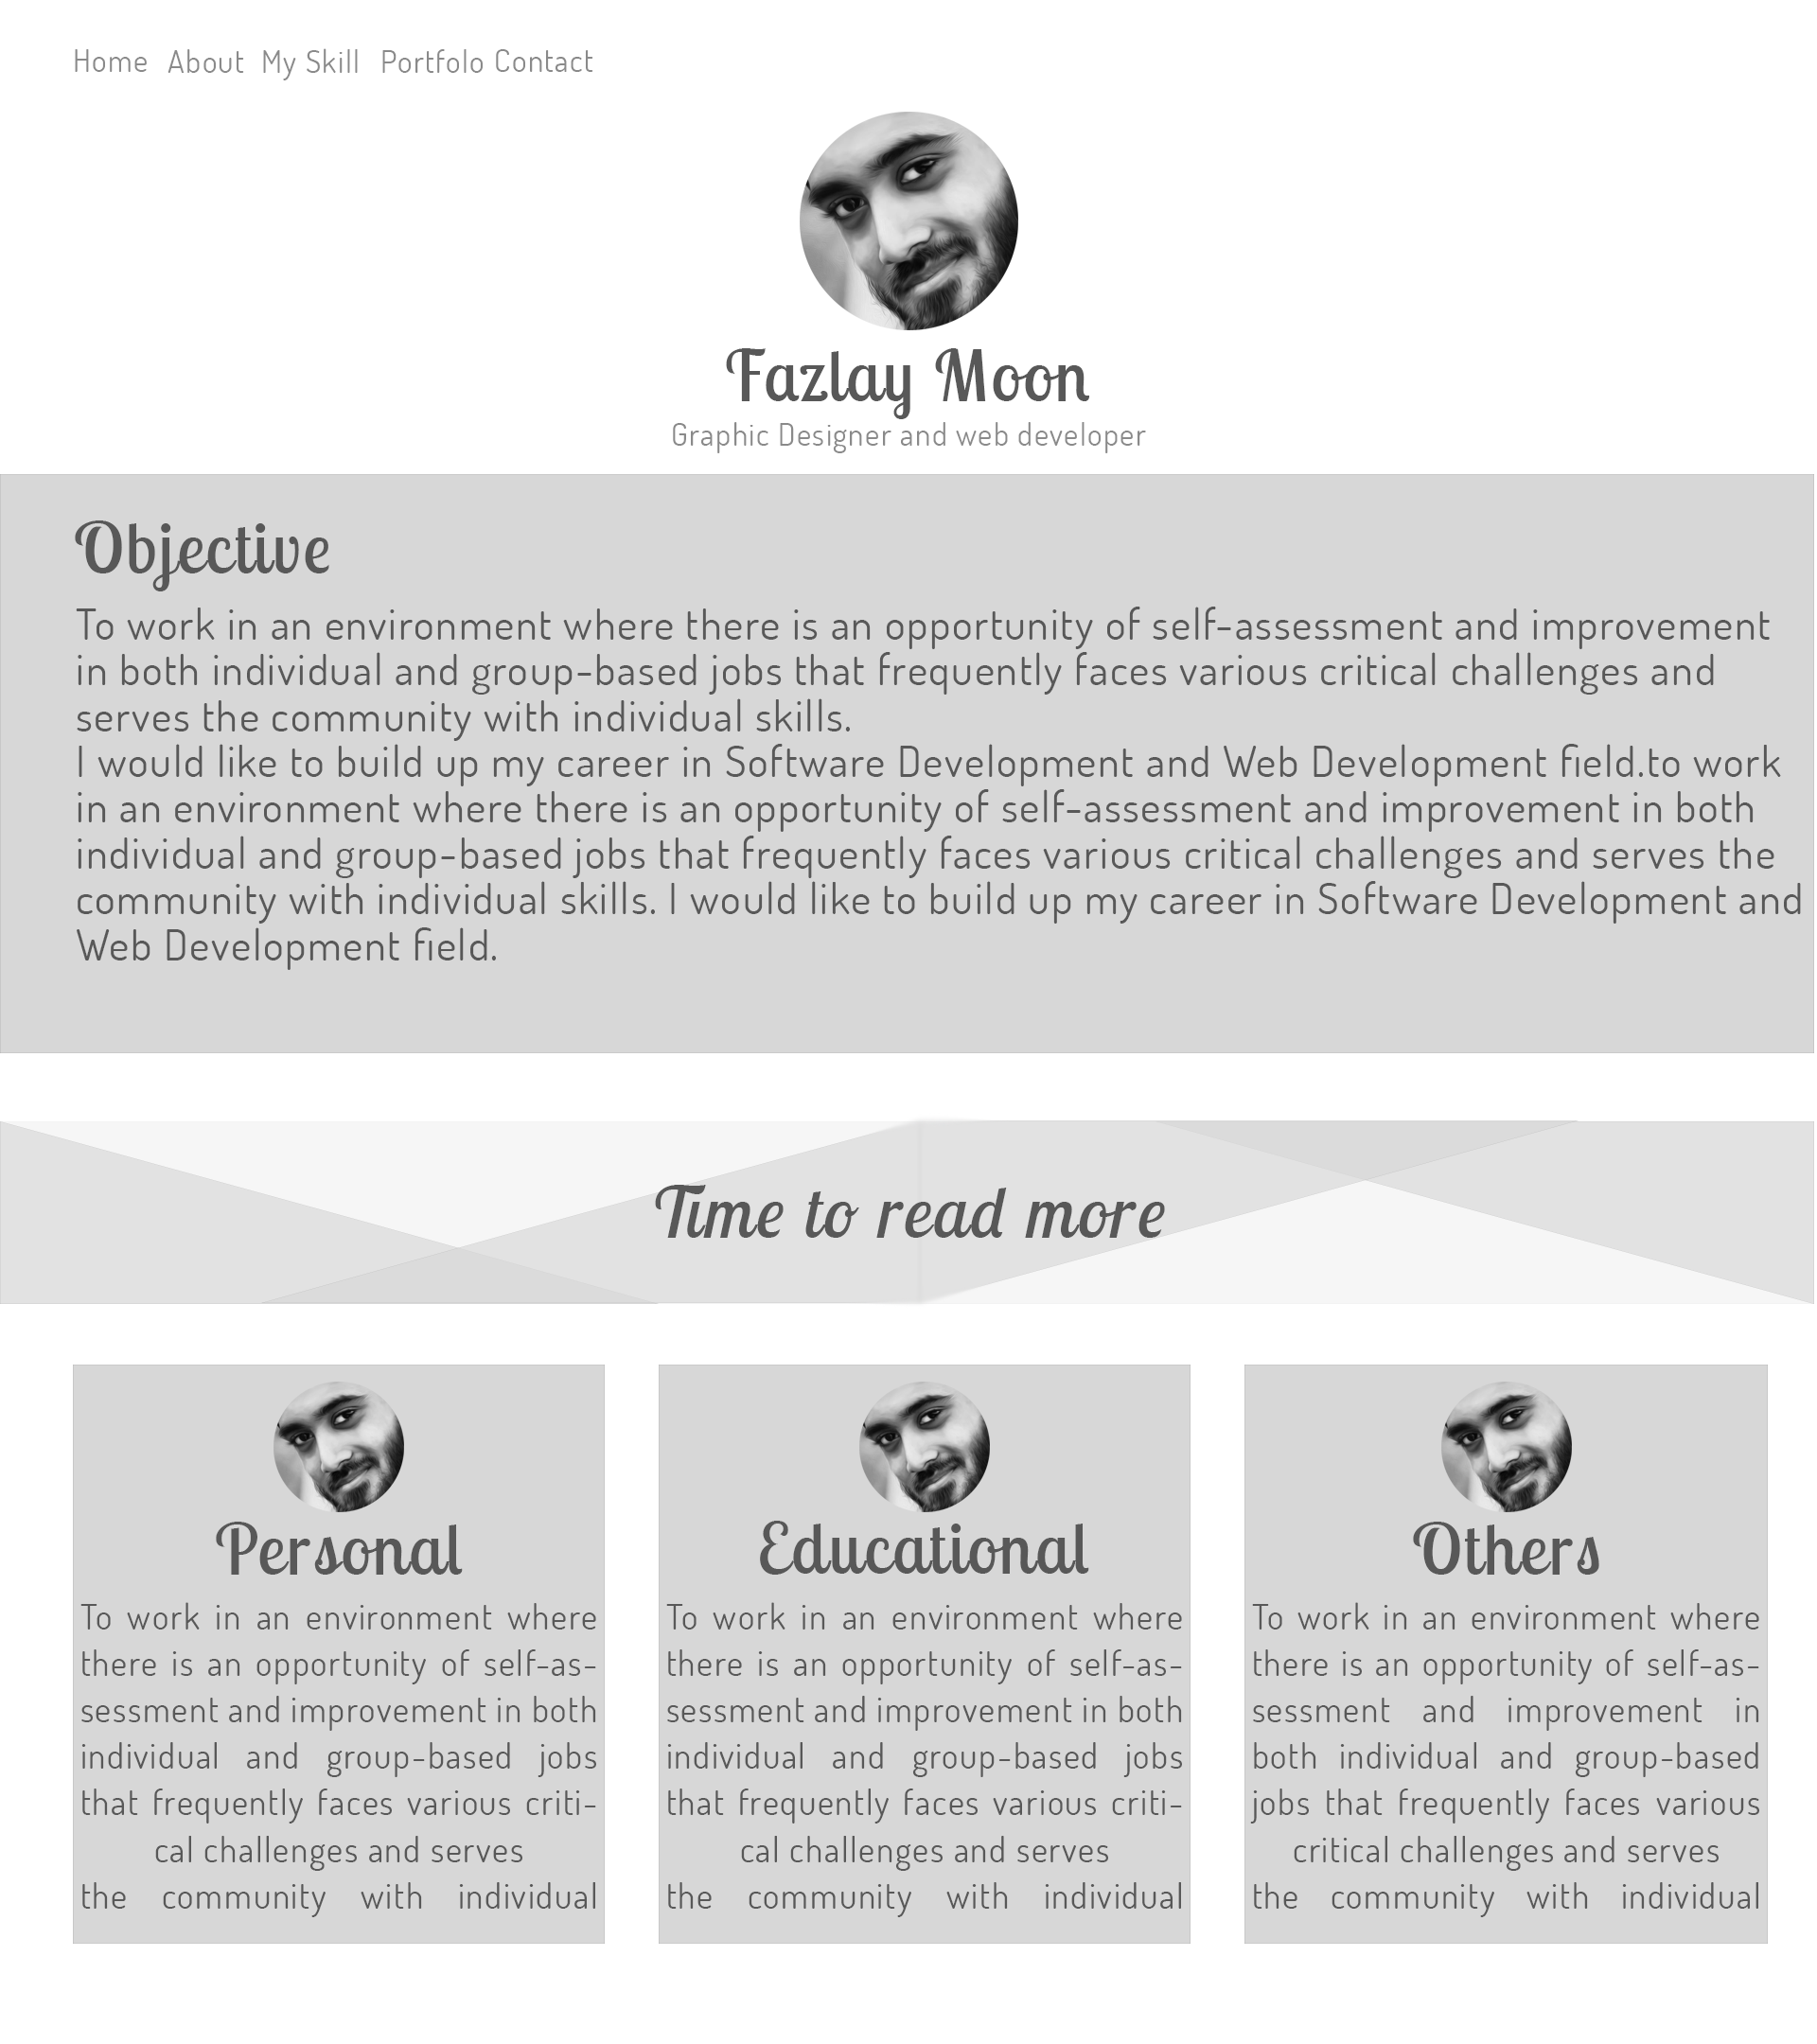 Home About My Skill Portfolo Contact
Fazlay Moon
Graphic Designer and web developer
Objective
To work in an environment where there is an opportunity of self-assessment and improvement
in both individual and group-based jobs that frequently faces various critical challenges and
serves the community with individual skills.
I would like to build up my career in Software Development and Web Development field.to work
in an environment where there is an opportunity of self-assessment and improvement in both
individual and group-based jobs that frequently faces various critical challenges and serves the
community with individual skills. I would like to build up my career in Software Development and
Web Development field.
Time to read more
Personal
To work in an environment where
there is an opportunity of self-as-
sessment and improvement in both
individual and group-based jobs
that frequently faces various criti-
cal challenges and serves
the community with individual
Educational
To work in an environment where
there is an opportunity of self-as-
sessment and improvement in both
individual and group-based jobs
that frequently faces various criti-
cal challenges and serves
the community with individual
Others
To work in an environment where
there is an opportunity of self-as-
sessment and improvement in
both individual and group-based
jobs that frequently faces various
critical challenges and serves
the community with individual